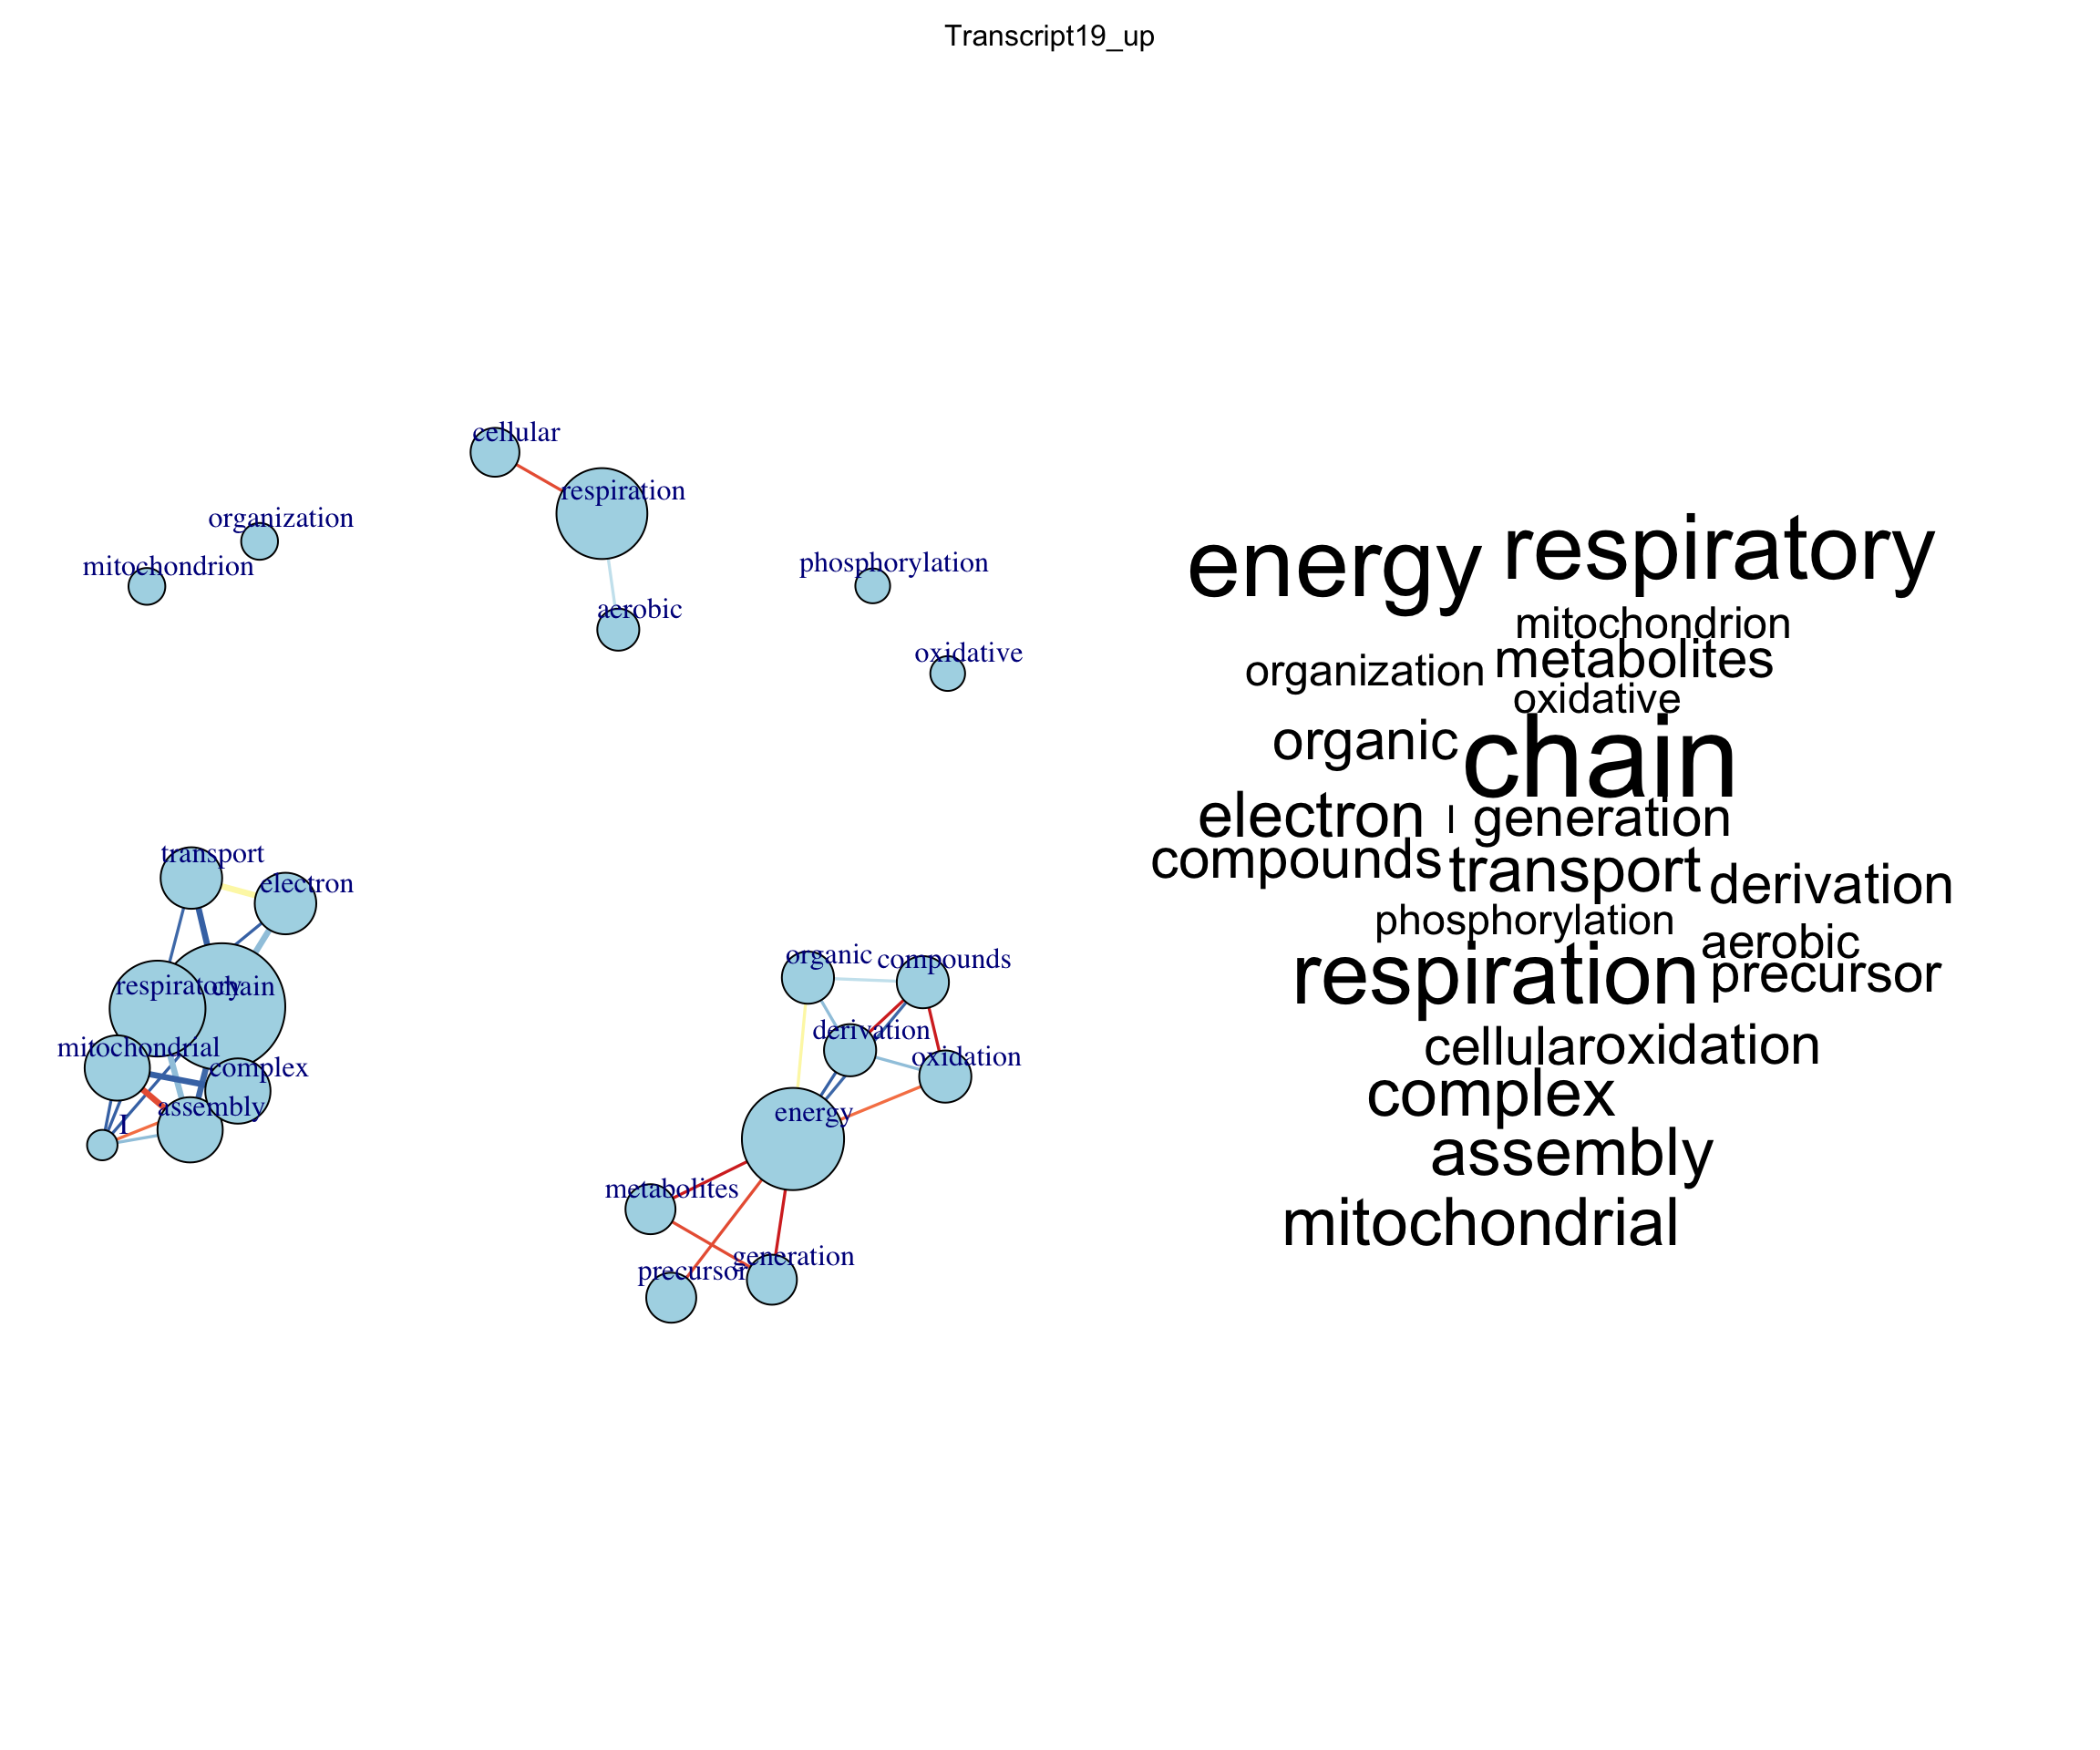 Transcript19_up
cellular
respiration
organization
mitochondrion
phosphorylation
aerobic
oxidative
transport
electron
respiratory
chain
mitochondrial
complex
assembly
I
organic
compounds
derivation
oxidation
energy
metabolites
generation
precursor
energy respiratory
mitochondrion
organization metabolites
oxidative
organic chain
electron I generation
compounds transport derivation
phosphorylation
aerobic
respiration precursor
cellular oxidation
complex
assembly
mitochondrial